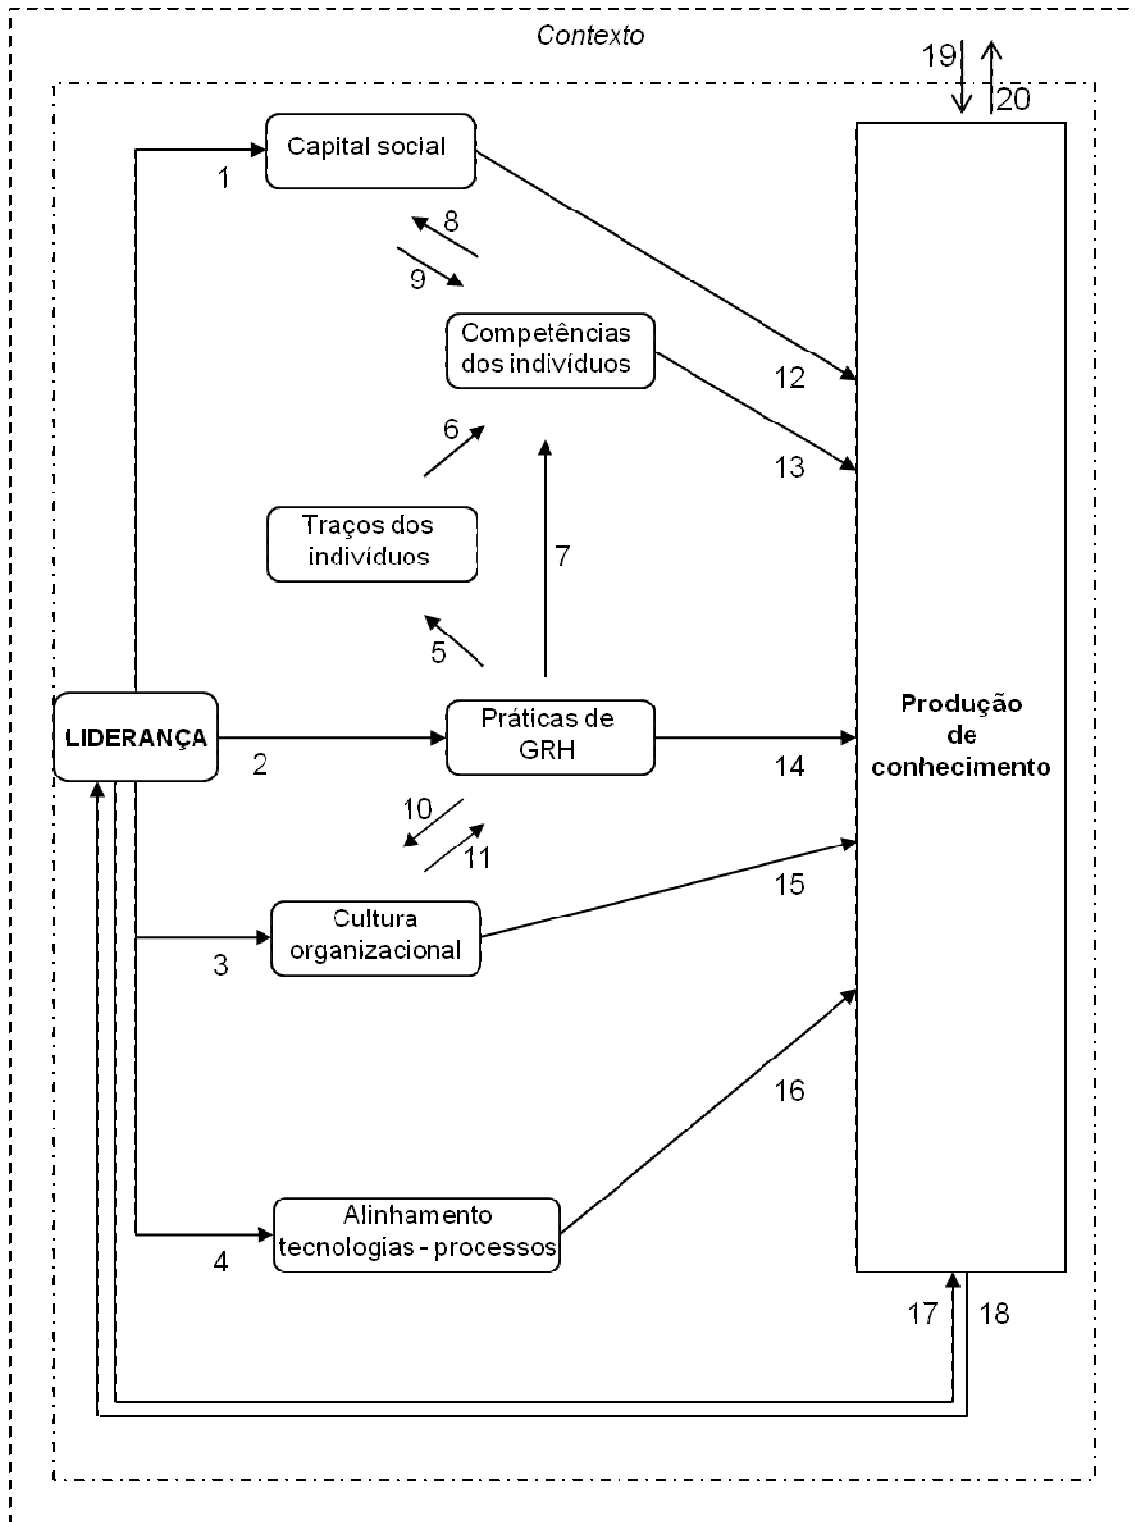 Contexto
19
20
Capital social
1
8
9
Competências
dos indivíduos
12
6
13
Traços dos
indivíduos
7
5
LIDERANÇA
2
Práticas de
GRH
14
Produção
de
conhecimento
10
11
15
Cultura
organizacional
3
16
Alinhamento
tecnologias - processos
4
17
18